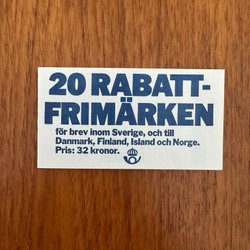 20 RABATT-
FRIMÄRKEN
för brev inom Sverige, och till
Danmark, Finland, Island och Norge.
Pris: 32 kronor.